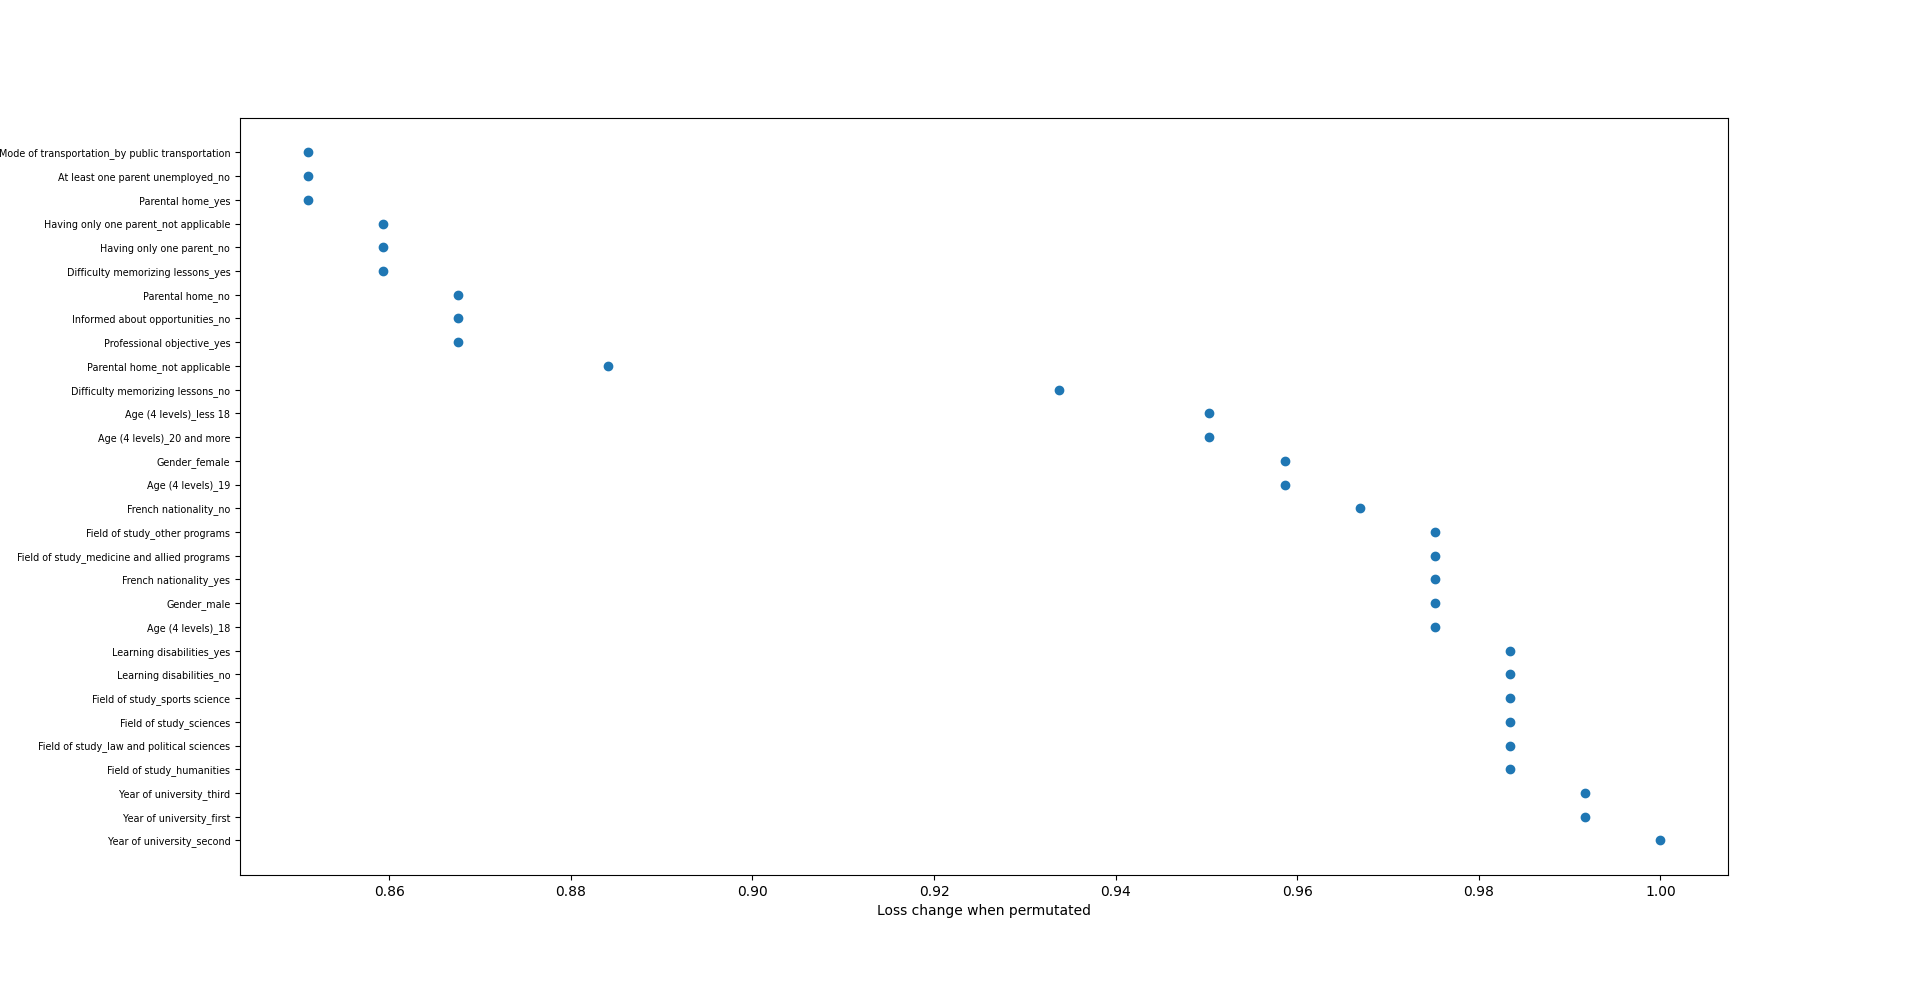 Mode of transportation_by public transportation
At least one parent unemployed_no
Parental home_yes
Having only one parent_not applicable
Having only one parent_no
Difficulty memorizing lessons_yes
Parental home_no
Informed about opportunities_no
Professional objective_yes
Parental home_not applicable
Difficulty memorizing lessons_no
Age (4 levels)_less 18
Age (4 levels)_20 and more
Gender_female
Age (4 levels)_19
French nationality_no
Field of study_other programs
Field of study_medicine and allied programs
French nationality_yes
Gender_male
Age (4 levels)_18
Learning disabilities_yes
Learning disabilities_no
Field of study_sports science
Field of study_sciences
Field of study_law and political sciences
Field of study_humanities
Year of university_third
Year of university_first
Year of university_second
0.86 0.88 0.90 0.92 0.94 0.96 0.98 1.00
Loss change when permutated